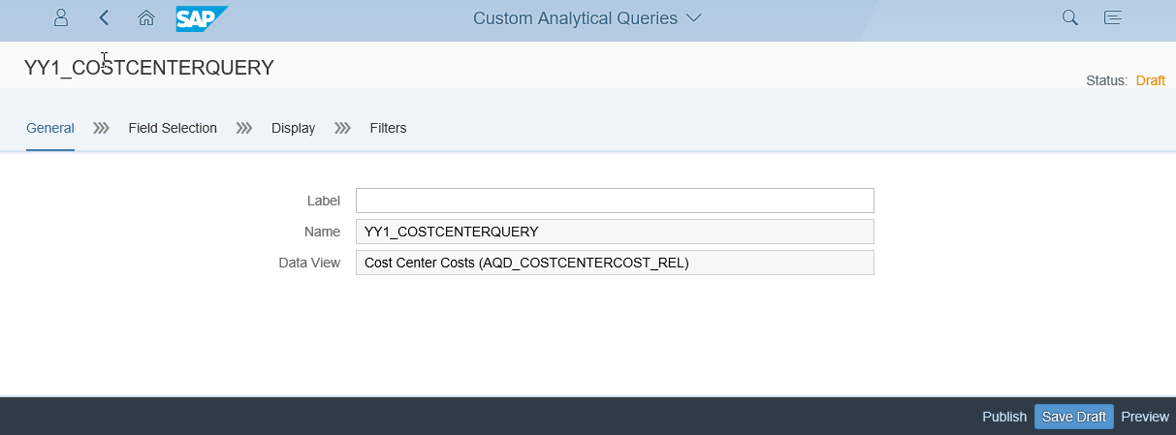 SAP Custom Analytical Queries
YY1_COSTCENTERQUERY
Status: Draft
General Field Selection Display Filters
Label
Name YY1_COSTCENTERQUERY
Data View Cost Center Costs (AQD_COSTCENTERCOST_REL)
Publish Save Draft Preview